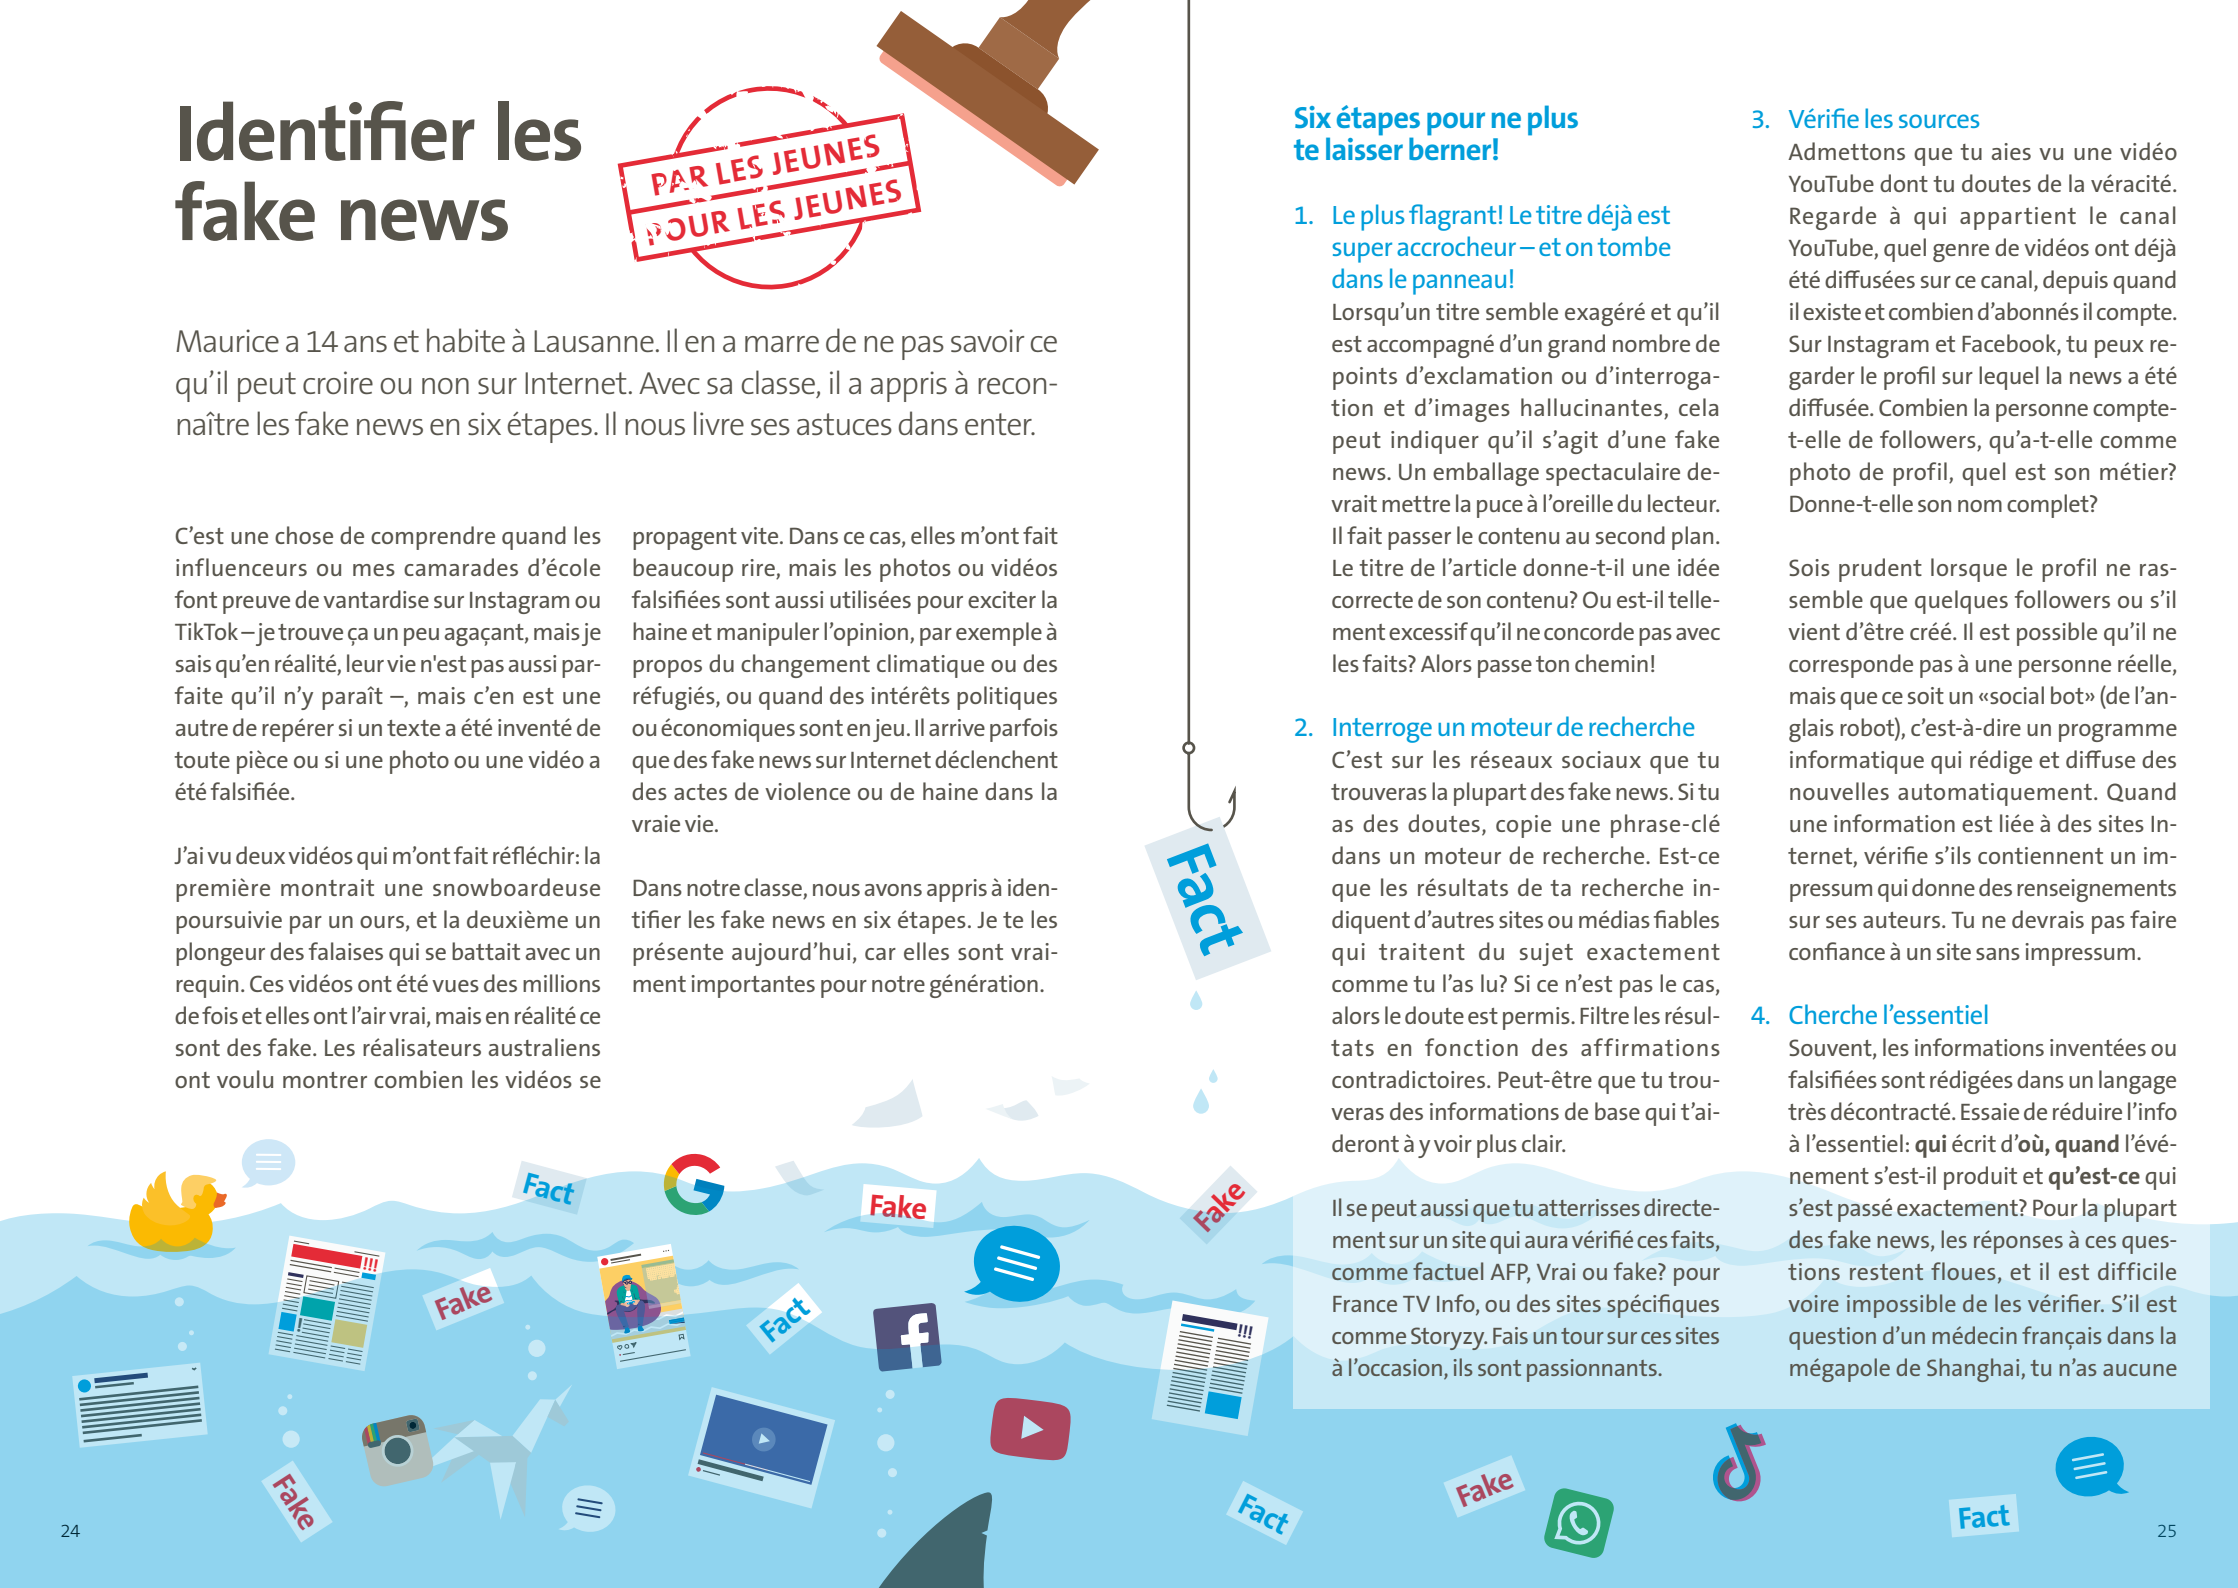 Identifier les
fake news
PAR LES JEUNES
POUR LES JEUNES
Maurice a 14 ans et habite à Lausanne. Il en a marre de ne pas savoir ce
qu’il peut croire ou non sur Internet. Avec sa classe, il a appris à recon-
naître les fake news en six étapes. Il nous livre ses astuces dans enter.
C’est une chose de comprendre quand les
influenceurs ou mes camarades d’école
font preuve de vantardise sur Instagram ou
TikTok – je trouve ça un peu agaçant, mais je
sais qu’en réalité, leur vie n'est pas aussi par-
faite qu’il n’y paraît –, mais c’en est une
autre de repérer si un texte a été inventé de
toute pièce ou si une photo ou une vidéo a
été falsifiée.
J’ai vu deux vidéos qui m’ont fait réfléchir: la
première montrait une snowboardeuse
poursuivie par un ours, et la deuxième un
plongeur des falaises qui se battait avec un
requin. Ces vidéos ont été vues des millions
de fois et elles ont l’air vrai, mais en réalité ce
sont des fake. Les réalisateurs australiens
ont voulu montrer combien les vidéos se
propagent vite. Dans ce cas, elles m’ont fait
beaucoup rire, mais les photos ou vidéos
falsifiées sont aussi utilisées pour exciter la
haine et manipuler l’opinion, par exemple à
propos du changement climatique ou des
réfugiés, ou quand des intérêts politiques
ou économiques sont en jeu. Il arrive parfois
que des fake news sur Internet déclenchent
des actes de violence ou de haine dans la
vraie vie.
Dans notre classe, nous avons appris à iden-
tifier les fake news en six étapes. Je te les
présente aujourd’hui, car elles sont vrai-
ment importantes pour notre génération.
Fact
Fake
Fake
Fact
Fake
Fake
Fact
24
Six étapes pour ne plus
te laisser berner!
1. Le plus flagrant! Le titre déjà est
super accrocheur – et on tombe
dans le panneau!
Lorsqu’un titre semble exagéré et qu’il
est accompagné d’un grand nombre de
points d’exclamation ou d’interroga-
tion et d’images hallucinantes, cela
peut indiquer qu’il s’agit d’une fake
news. Un emballage spectaculaire de-
vrait mettre la puce à l’oreille du lecteur.
Il fait passer le contenu au second plan.
Le titre de l’article donne-t-il une idée
correcte de son contenu? Ou est-il telle-
ment excessif qu’il ne concorde pas avec
les faits? Alors passe ton chemin!
2. Interroge un moteur de recherche
C’est sur les réseaux sociaux que tu
trouveras la plupart des fake news. Si tu
as des doutes, copie une phrase-clé
dans un moteur de recherche. Est-ce
que les résultats de ta recherche in-
diquent d’autres sites ou médias fiables
qui traitent du sujet exactement
comme tu l’as lu? Si ce n’est pas le cas,
alors le doute est permis. Filtre les résul-
tats en fonction des affirmations
contradictoires. Peut-être que tu trou-
veras des informations de base qui t’ai-
deront à y voir plus clair.
Il se peut aussi que tu atterrisses directe-
ment sur un site qui aura vérifié ces faits,
comme factuel AFP, Vrai ou fake? pour
France TV Info, ou des sites spécifiques
comme Storyzy. Fais un tour sur ces sites
à l’occasion, ils sont passionnants.
3. Vérifie les sources
Admettons que tu aies vu une vidéo
YouTube dont tu doutes de la véracité.
Regarde à qui appartient le canal
YouTube, quel genre de vidéos ont déjà
été diffusées sur ce canal, depuis quand
il existe et combien d’abonnés il compte.
Sur Instagram et Facebook, tu peux re-
garder le profil sur lequel la news a été
diffusée. Combien la personne compte-
t-elle de followers, qu’a-t-elle comme
photo de profil, quel est son métier?
Donne-t-elle son nom complet?
Sois prudent lorsque le profil ne ras-
semble que quelques followers ou s’il
vient d’être créé. Il est possible qu’il ne
corresponde pas à une personne réelle,
mais que ce soit un «social bot» (de l’an-
glais robot), c’est-à-dire un programme
informatique qui rédige et diffuse des
nouvelles automatiquement. Quand
une information est liée à des sites In-
ternet, vérifie s’ils contiennent un im-
pressum qui donne des renseignements
sur ses auteurs. Tu ne devrais pas faire
confiance à un site sans impressum.
4. Cherche l’essentiel
Souvent, les informations inventées ou
falsifiées sont rédigées dans un langage
très décontracté. Essaie de réduire l’info
à l’essentiel: qui écrit d’où, quand l’évé-
nement s’est-il produit et qu’est-ce qui
s’est passé exactement? Pour la plupart
des fake news, les réponses à ces ques-
tions restent floues, et il est difficile
voire impossible de les vérifier. S’il est
question d’un médecin français dans la
mégapole de Shanghai, tu n’as aucune
Fake
Fact
Fake
Fact
25